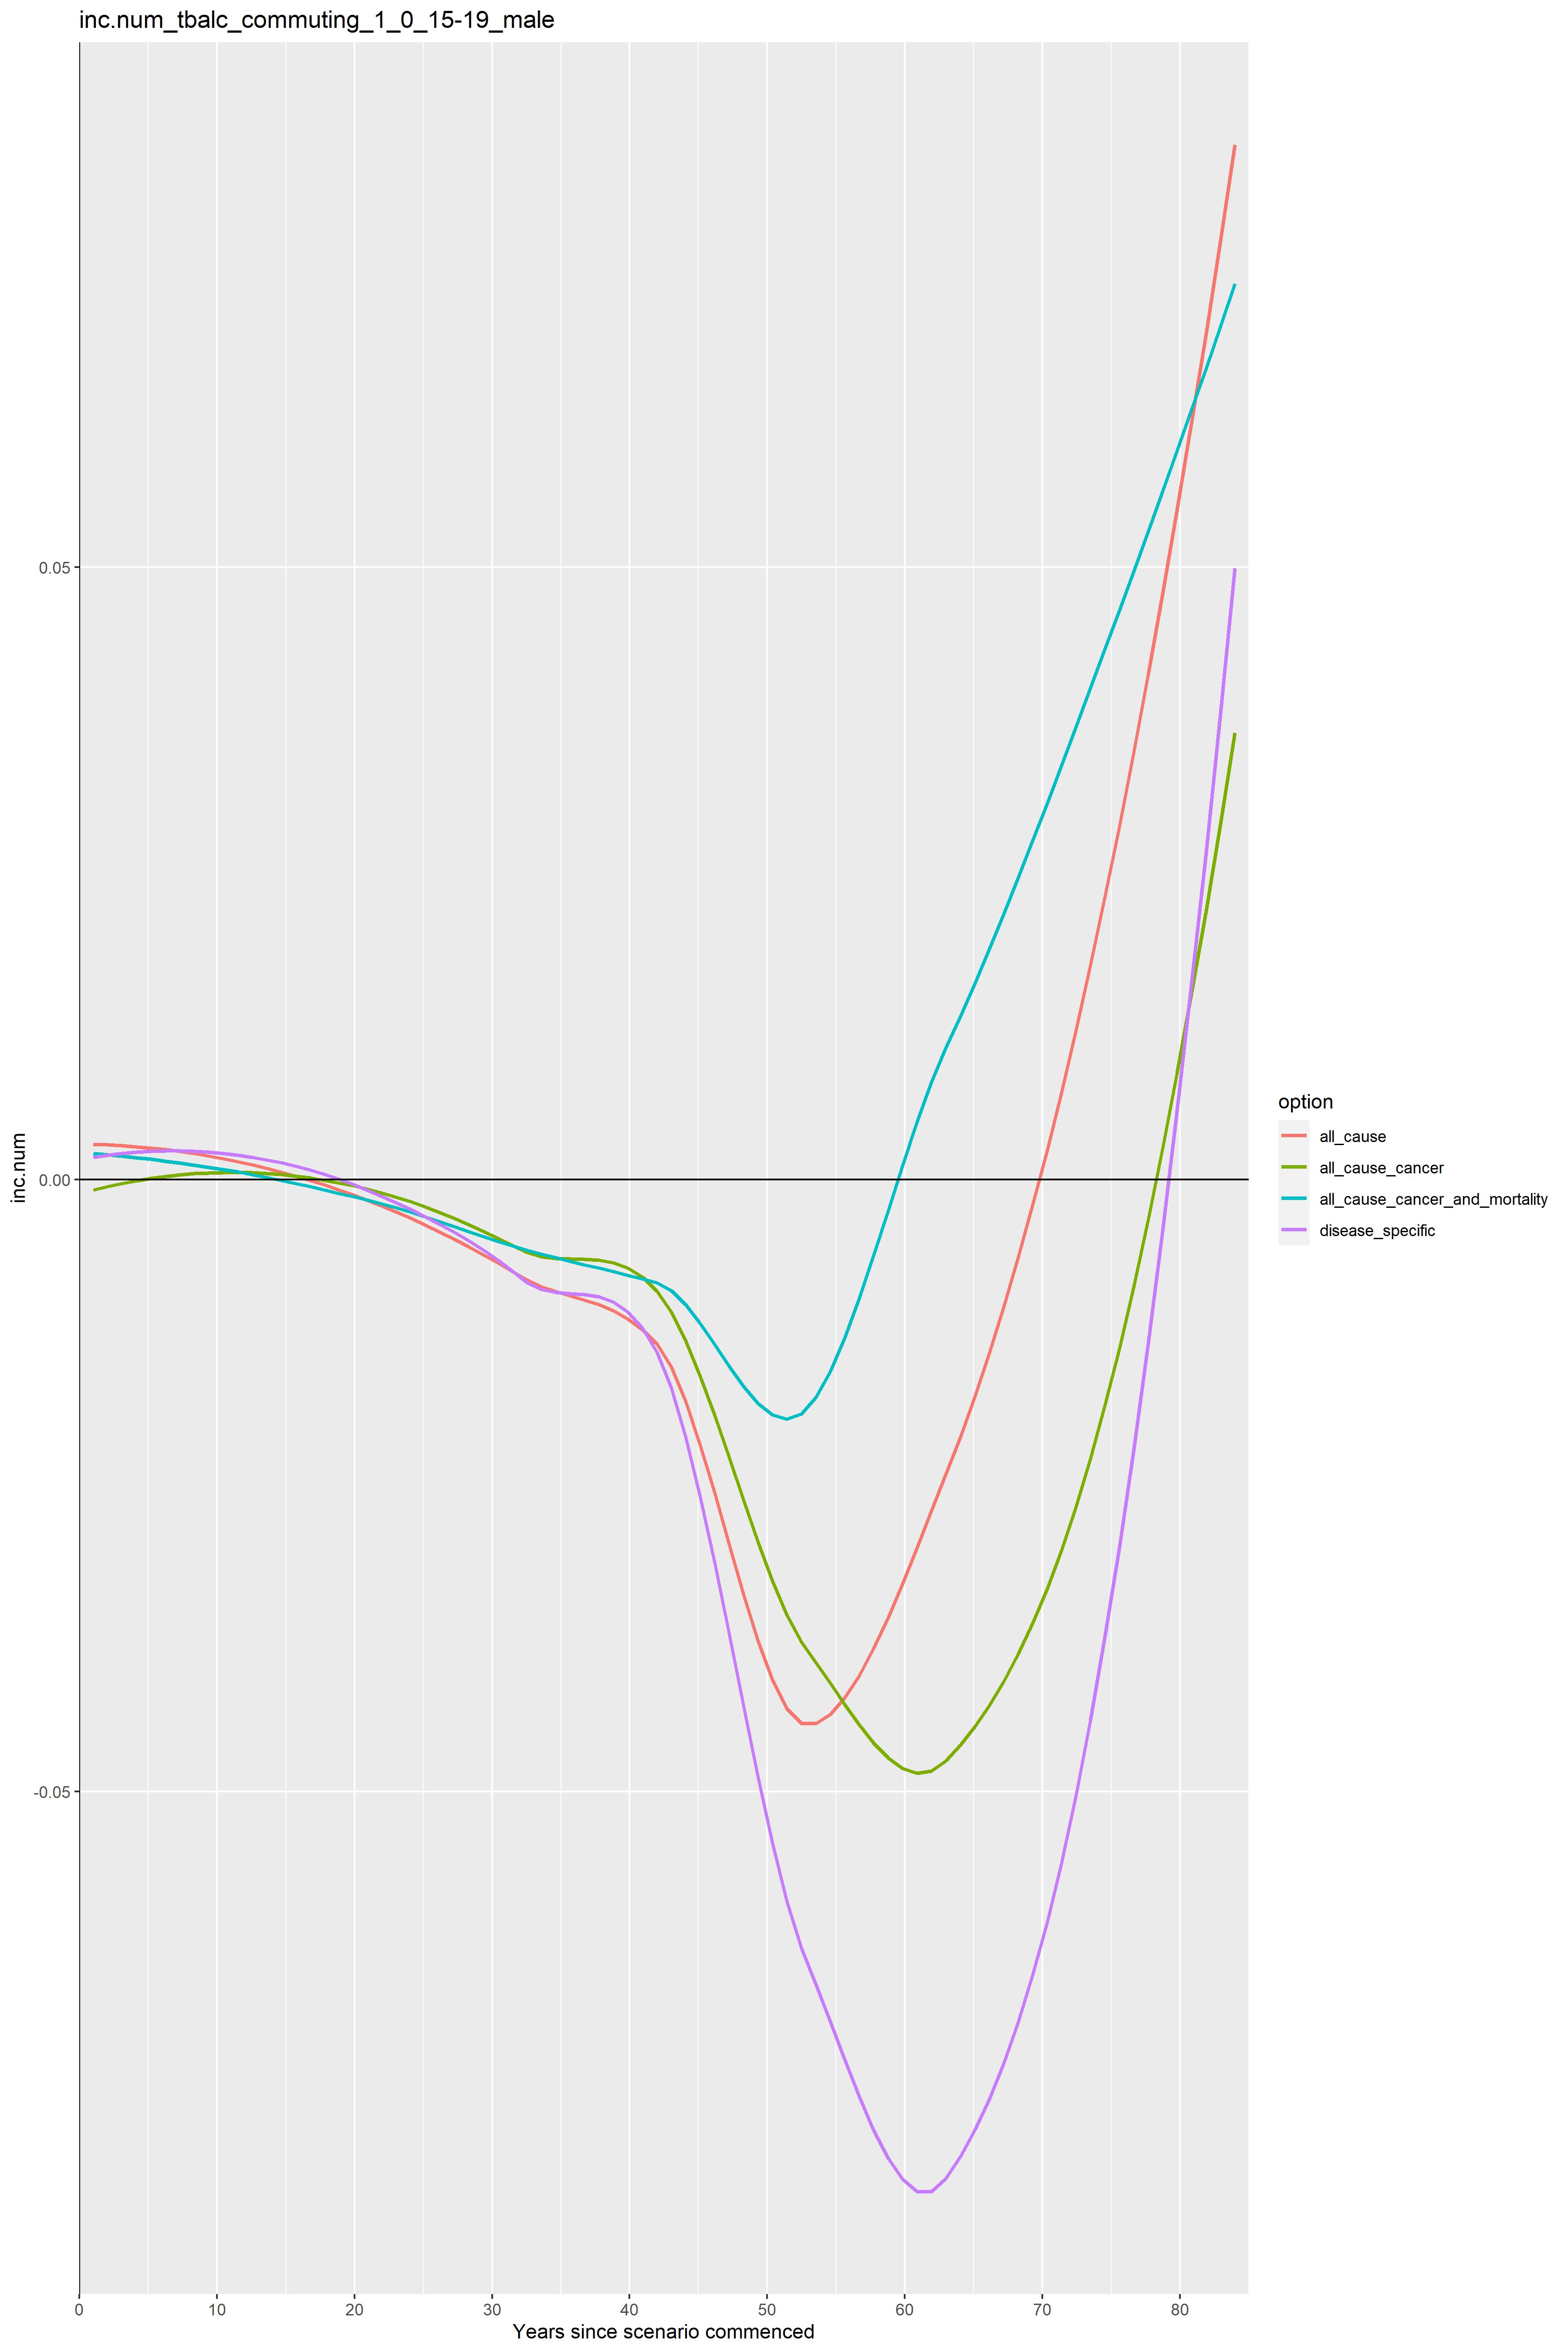 inc.num_tbalc_commuting_1_0_15-19_male
0.05
0.00
-0.05
inc.num
0 10 20 30 40 50 60 70 80
Years since scenario commenced
option
all_cause
all_cause_cancer
all_cause_cancer_and_mortality
disease_specific